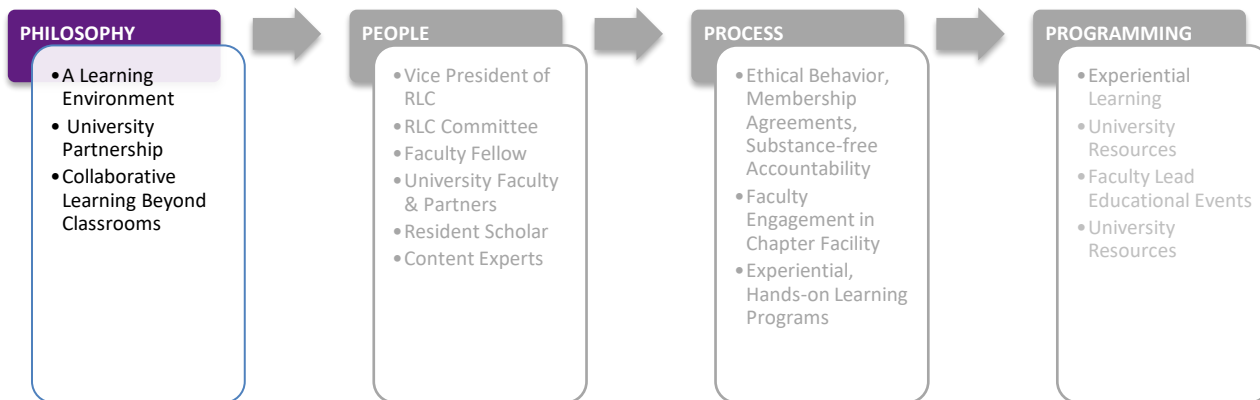 PHILOSOPHY
•A Learning
Environment
• University
Partnership
•Collaborative
Learning Beyond
Classrooms
PEOPLE
•Vice President of
RLC
•RLC Committee
•Faculty Fellow
•University Faculty
& Partners
•Resident Scholar
•Content Experts
PROCESS
•Ethical Behavior,
Membership
Agreements,
Substance-free
Accountability
•Faculty
Engagement in
Chapter Facility
•Experiential,
Hands-on Learning
Programs
PROGRAMMING
•Experiential
Learning
•University
Resources
•Faculty Lead
Educational Events
•University
Resources